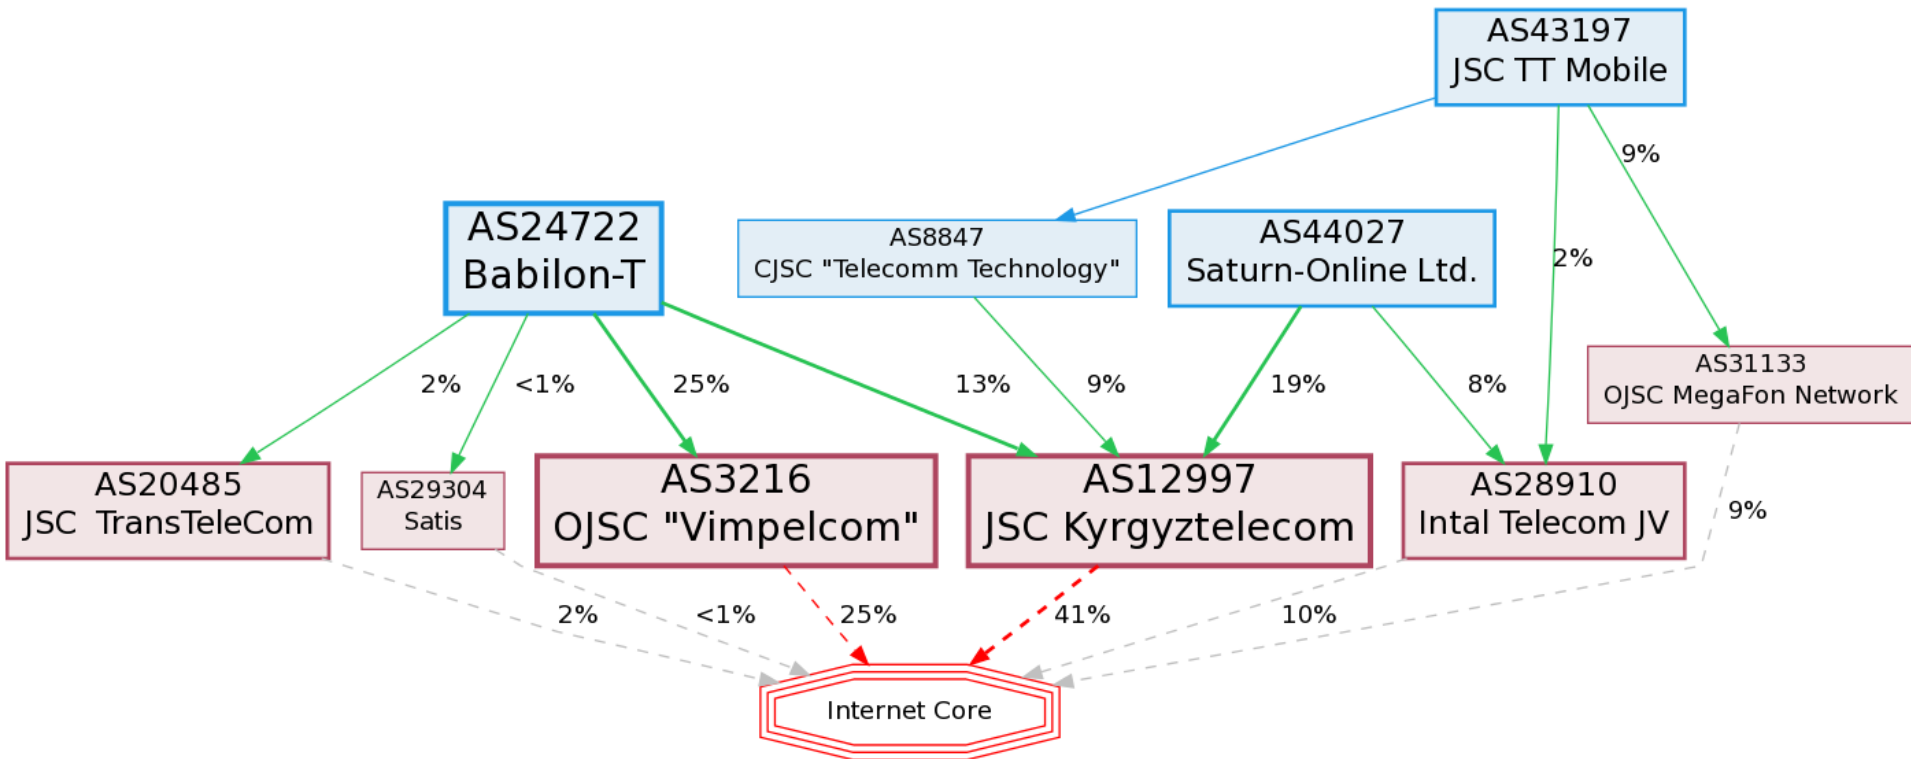 AS43197
JSC TT Mobile
9%
AS24722
Babilon-T
AS8847
CJSC "Telecomm Technology"
AS44027
Saturn-Online Ltd.
2%
2%
<1%
25%
13%
9%
19%
8%
AS31133
OJSC MegaFon Network
AS20485
JSC  TransTeleCom
AS29304
Satis
AS3216
OJSC "Vimpelcom"
AS12997
JSC Kyrgyztelecom
AS28910
Intal Telecom JV
9%
2%
<1%
25%
41%
10%
Internet Core